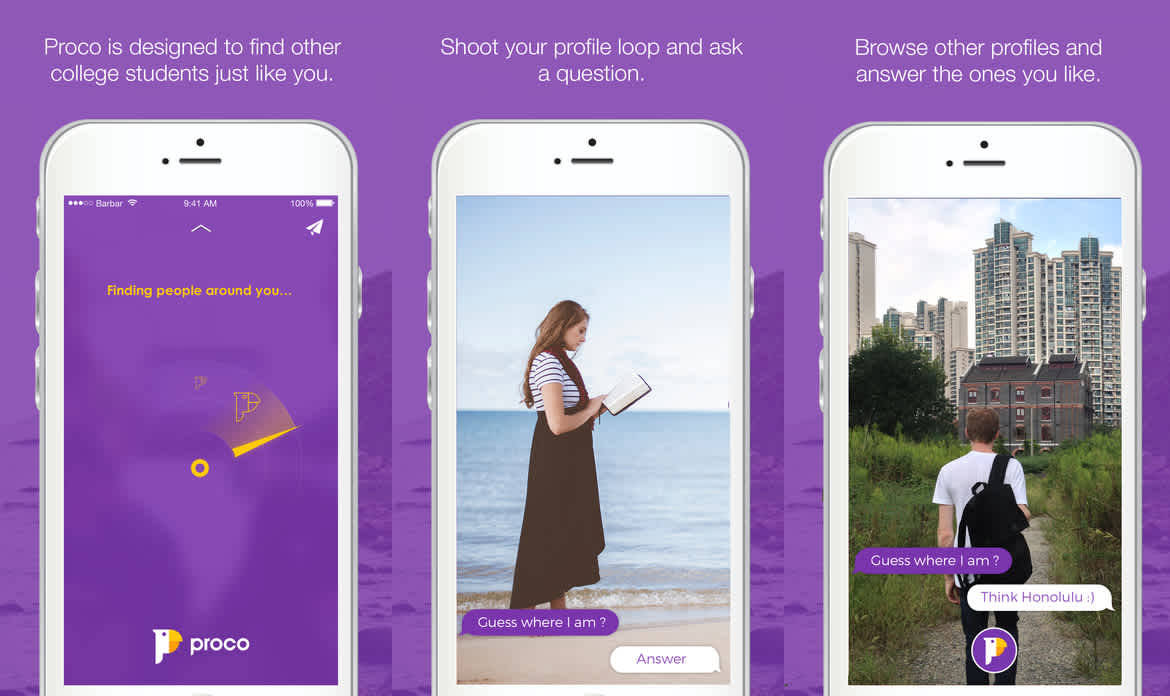 Proco is designed to find other
college students just like you.
Barbar
9:41 AM
100%
Finding people around you...
proco
Shoot your profile loop and ask
a question.
Guess where I am ?
Answer
Browse other profiles and
answer the ones you like.
Guess where I am ?
Think Honolulu :)